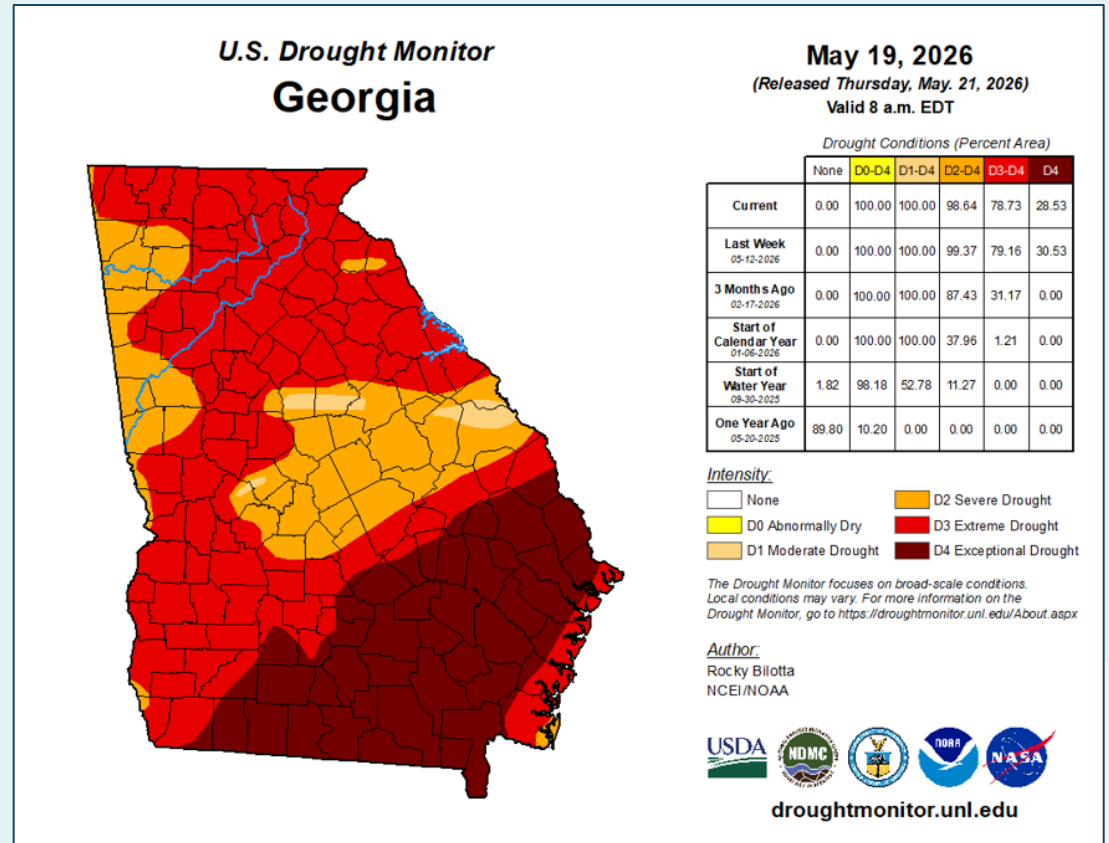 U.S. Drought Monitor
Georgia
May 19, 2026
(Released Thursday, May. 21, 2026)
Valid 8 a.m. EDT
Drought Conditions (Percent Area)
None D0-D4 D1-D4 D2-D4 D3-D4 D4
Current 0.00 100.00 100.00 98.64 78.73 28.53
Last Week
05-12-2026
0.00 100.00 100.00 99.37 79.16 30.53
3 Months Ago
02-17-2026
0.00 100.00 100.00 87.43 31.17 0.00
Start of
Calendar Year
01-06-2026
0.00 100.00 100.00 37.96 1.21 0.00
Start of
Water Year
09-30-2025
1.82 98.18 52.78 11.27 0.00 0.00
One Year Ago
05-20-2025
89.80 10.20 0.00 0.00 0.00 0.00
Intensity:
None
D0 Abnormally Dry
D1 Moderate Drought
D2 Severe Drought
D3 Extreme Drought
D4 Exceptional Drought
The Drought Monitor focuses on broad-scale conditions.
Local conditions may vary. For more information on the
Drought Monitor, go to https://droughtmonitor.unl.edu/About.aspx
Author:
Rocky Bilotta
NCEI/NOAA
USDA
NDMC
NOAA
NASA
droughtmonitor.unl.edu